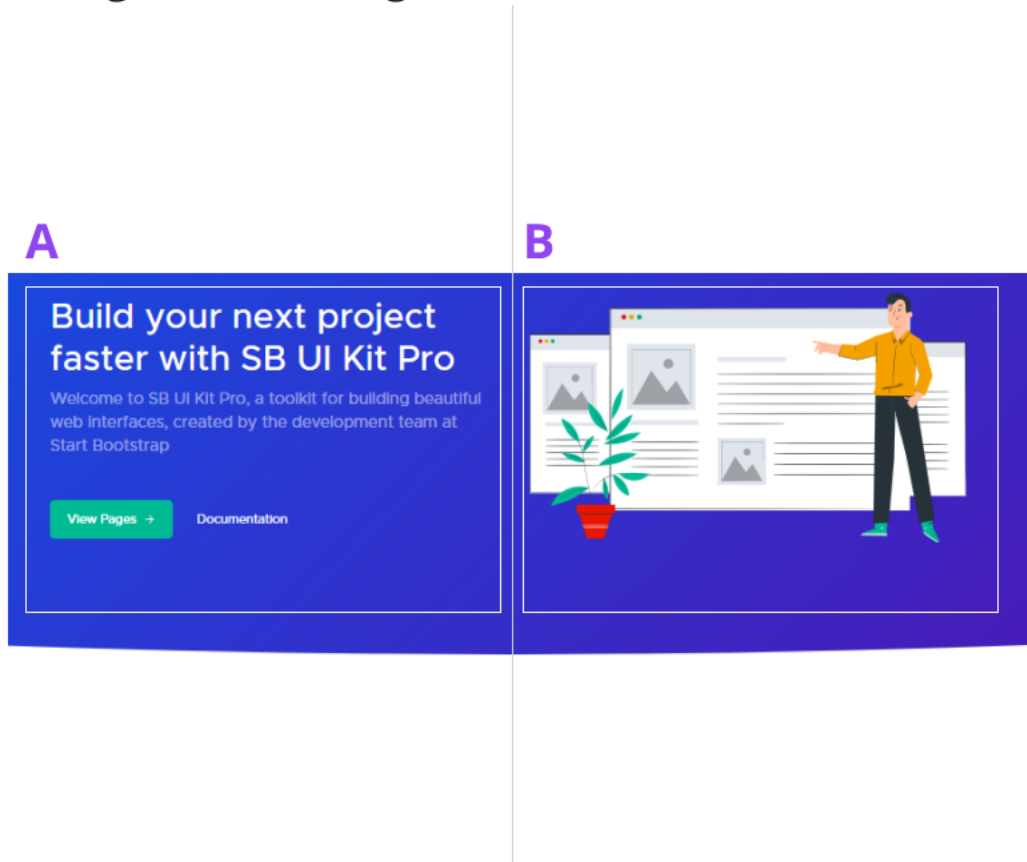 A
B
Build your next project
faster with SB UI Kit Pro
Welcome to SB UI Kit Pro, a toolkit for building beautiful
web interfaces, created by the development team at
Start Bootstrap
View Pages →
Documentation